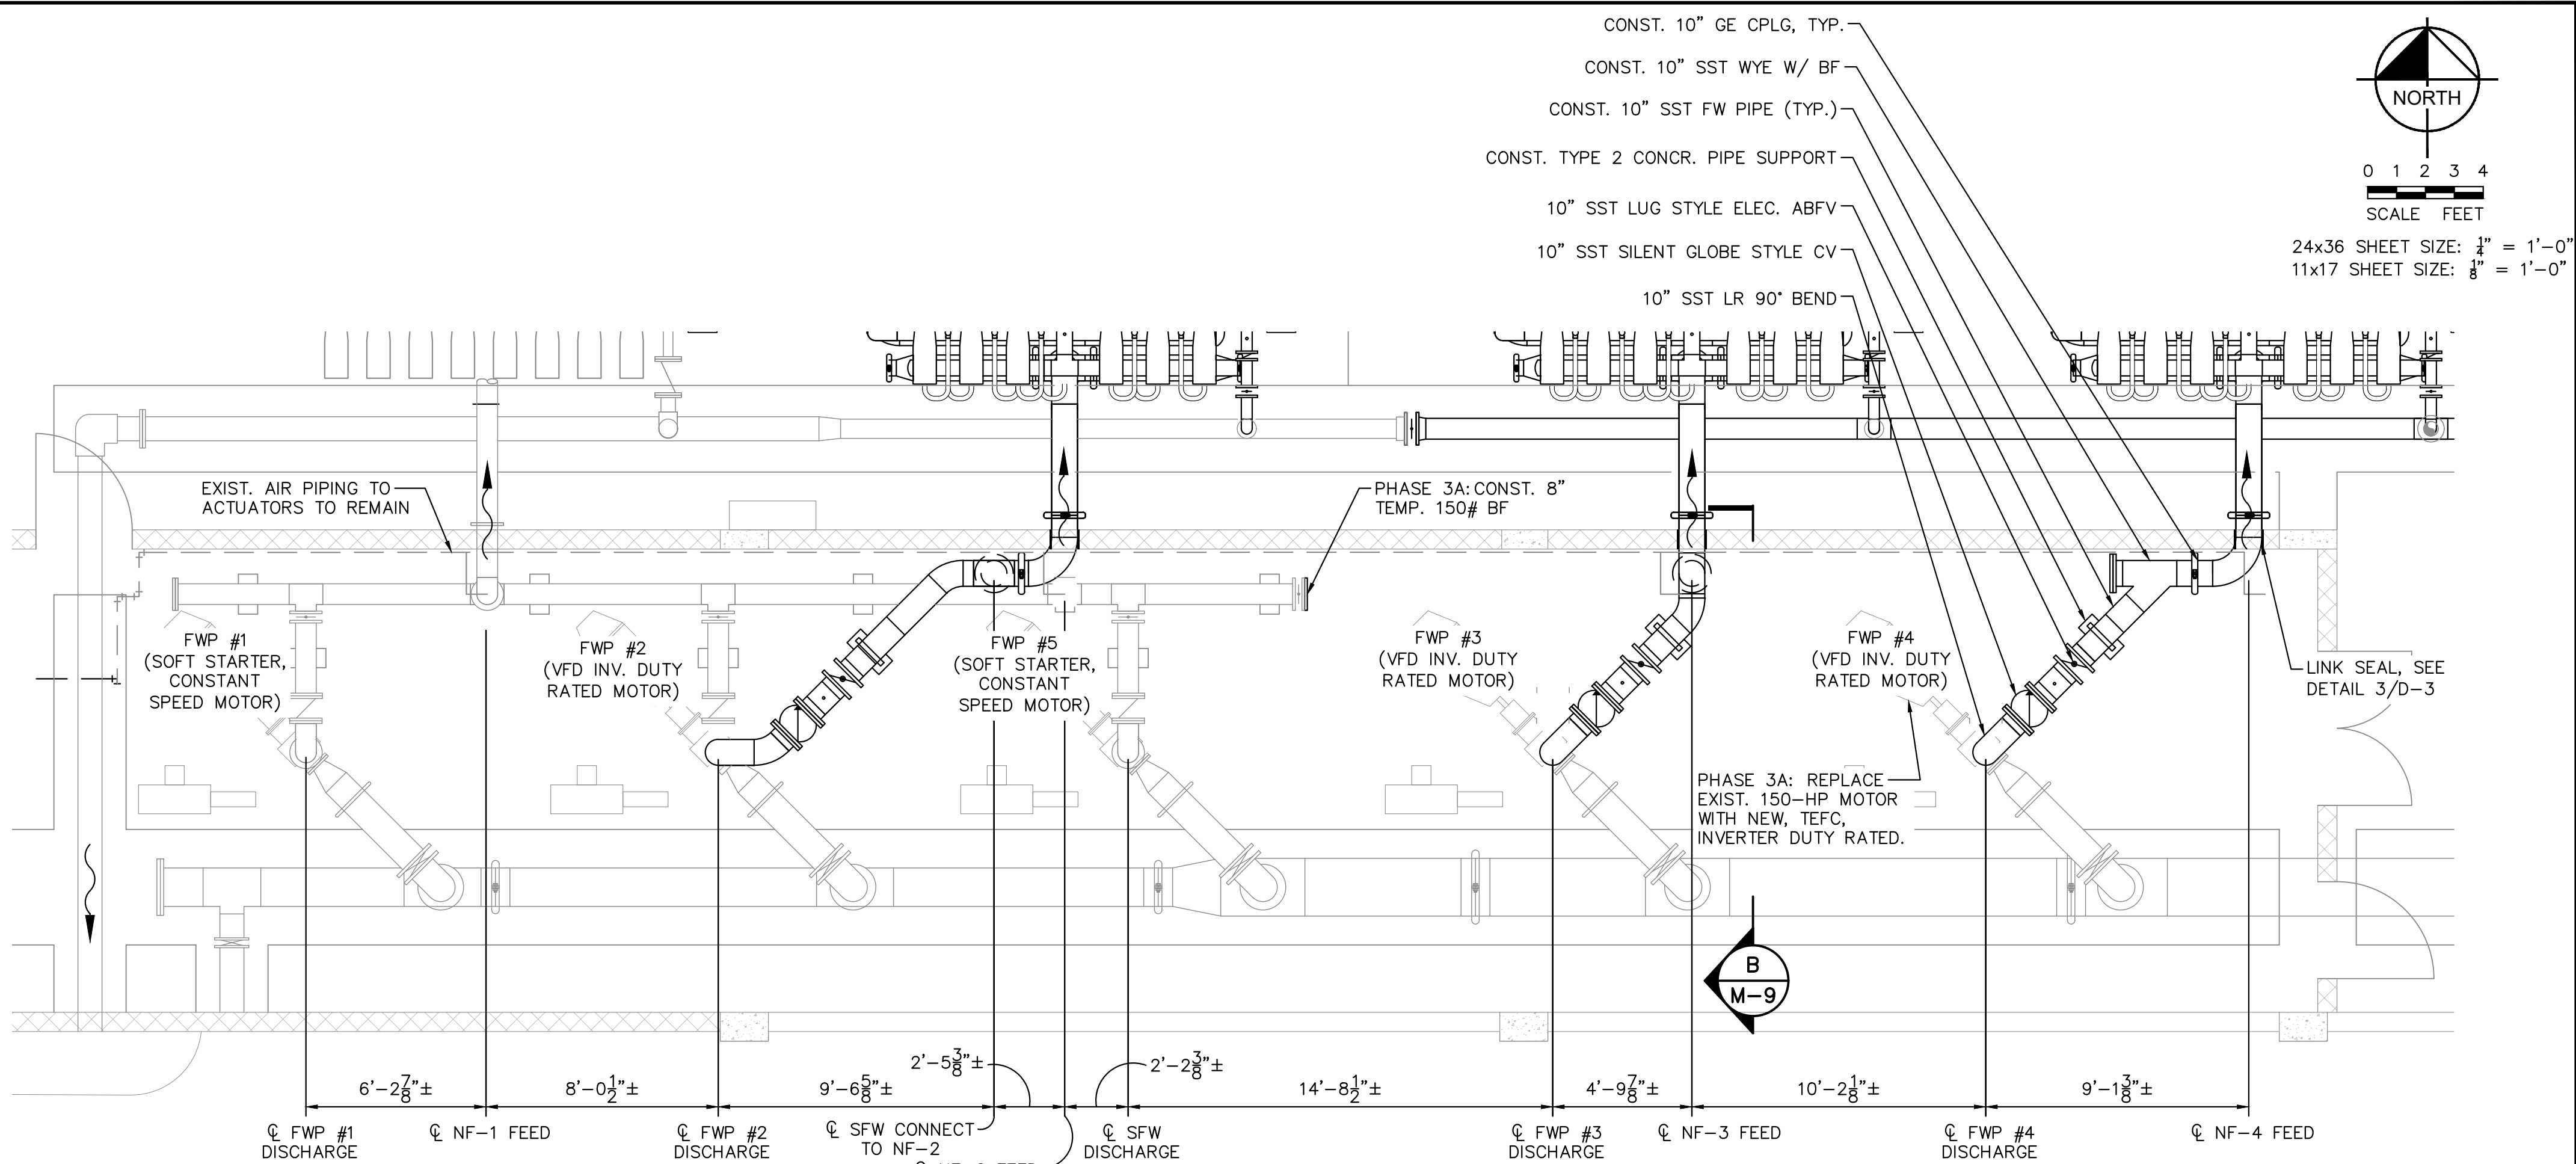 CONST. 10” GE CPLG, TYP.
CONST. 10” SST WYE W/ BF
CONST. 10” SST FW PIPE (TYP.)
CONST. TYPE 2 CONCR. PIPE SUPPORT
10” SST LUG STYLE ELEC. ABFV
10” SST SILENT GLOBE STYLE CV
10” SST LR 90° BEND
NORTH
0 1 2 3 4
SCALE FEET
24x36 SHEET SIZE: 1/4” = 1’-0”
11x17 SHEET SIZE: 1/8” = 1’-0”
EXIST. AIR PIPING TO
ACTUATORS TO REMAIN
PHASE 3A: CONST. 8”
TEMP. 150# BF
FWP #1
(SOFT STARTER,
CONSTANT
SPEED MOTOR)
FWP #2
(VFD INV. DUTY
RATED MOTOR)
FWP #5
(SOFT STARTER,
CONSTANT
SPEED MOTOR)
FWP #3
(VFD INV. DUTY
RATED MOTOR)
FWP #4
(VFD INV. DUTY
RATED MOTOR)
LINK SEAL, SEE
DETAIL 3/D-3
PHASE 3A: REPLACE
EXIST. 150-HP MOTOR
WITH NEW, TEFC,
INVERTER DUTY RATED.
B
M-9
6’-2 7/8”±
8’-0 1/2”±
9’-6 5/8”±
2’-5 3/8”±
2’-2 3/8”±
14’-8 1/2”±
4’-9 7/8”±
10’-2 1/8”±
9’-1 3/8”±
℄ FWP #1
DISCHARGE
℄ NF-1 FEED
℄ FWP #2
DISCHARGE
℄ SFW CONNECT
TO NF-2
℄ SFW
DISCHARGE
℄ FWP #3
DISCHARGE
℄ NF-3 FEED
℄ FWP #4
DISCHARGE
℄ NF-4 FEED